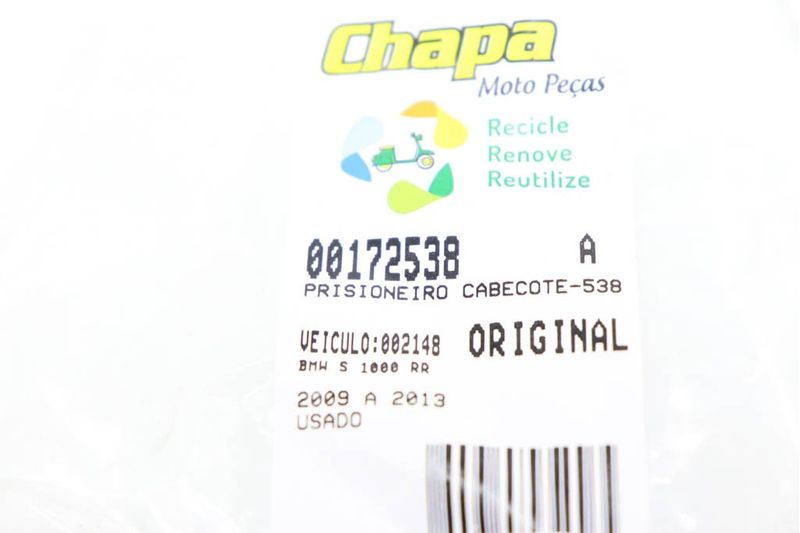 Chapa
Moto Peças
Recicle
Renove
Reutilize
00172538 A
PRISIONEIRO CABECOTE-538
VEICULO:002148 ORIGINAL
BMW S 1000 RR
2009 A 2013
USADO